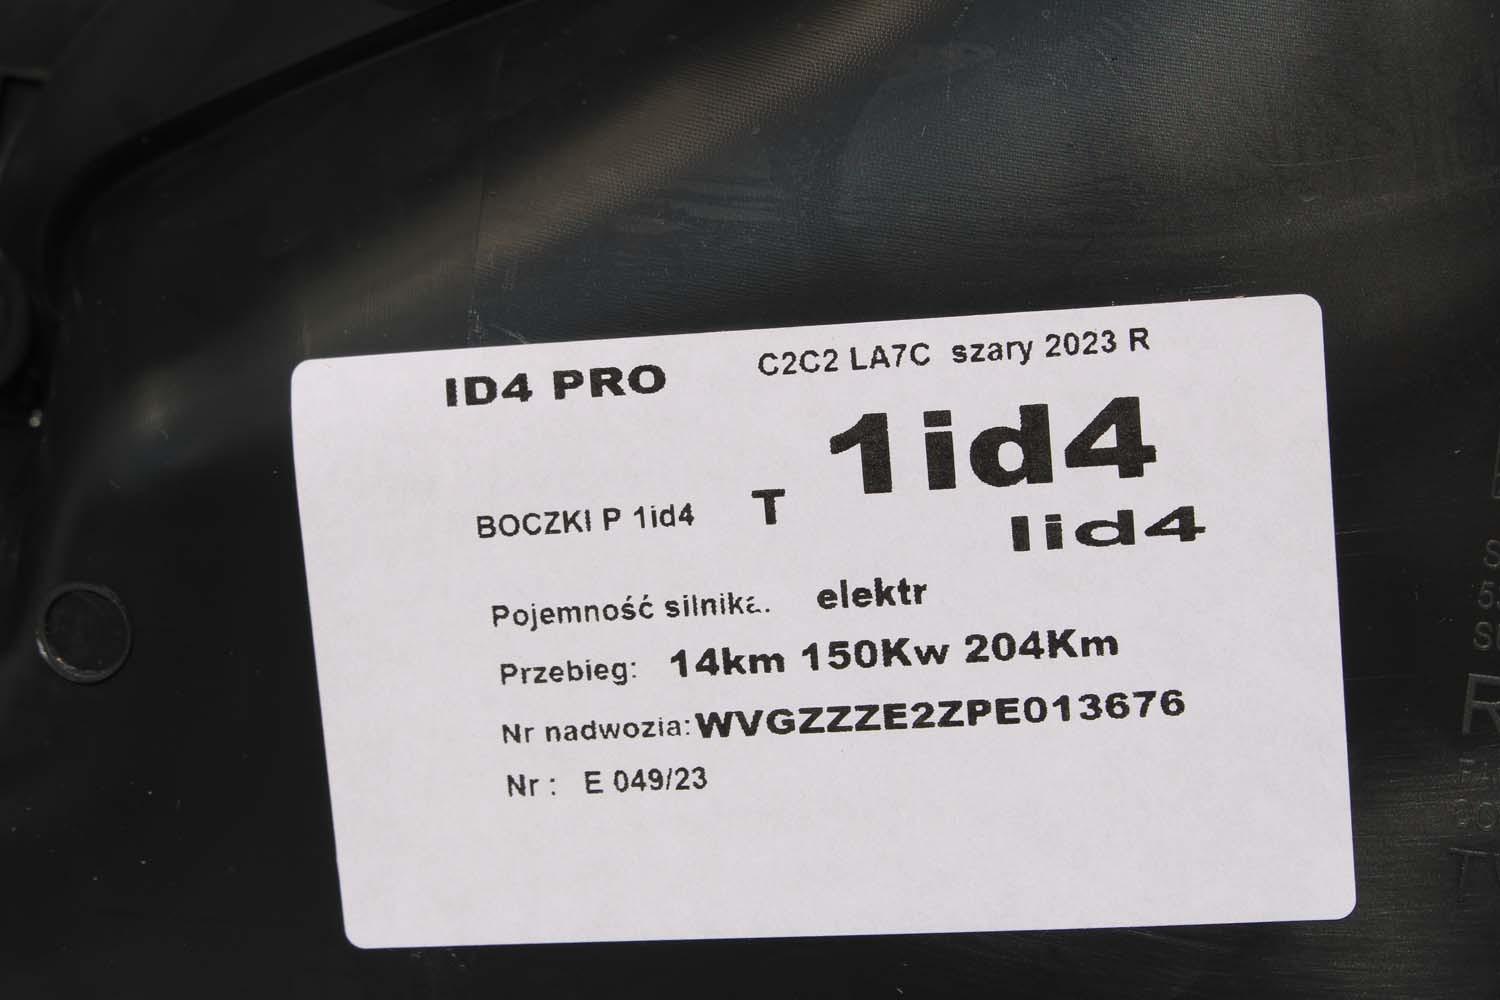 ID4 PRO C2C2 LA7C szary 2023 R
1id4
BOCZKI P 1id4 T
Iid4
Pojemność silnika. elektr
Przebieg: 14km 150Kw 204Km
Nr nadwozia: WVGZZZE2ZPE013676
Nr : E 049/23